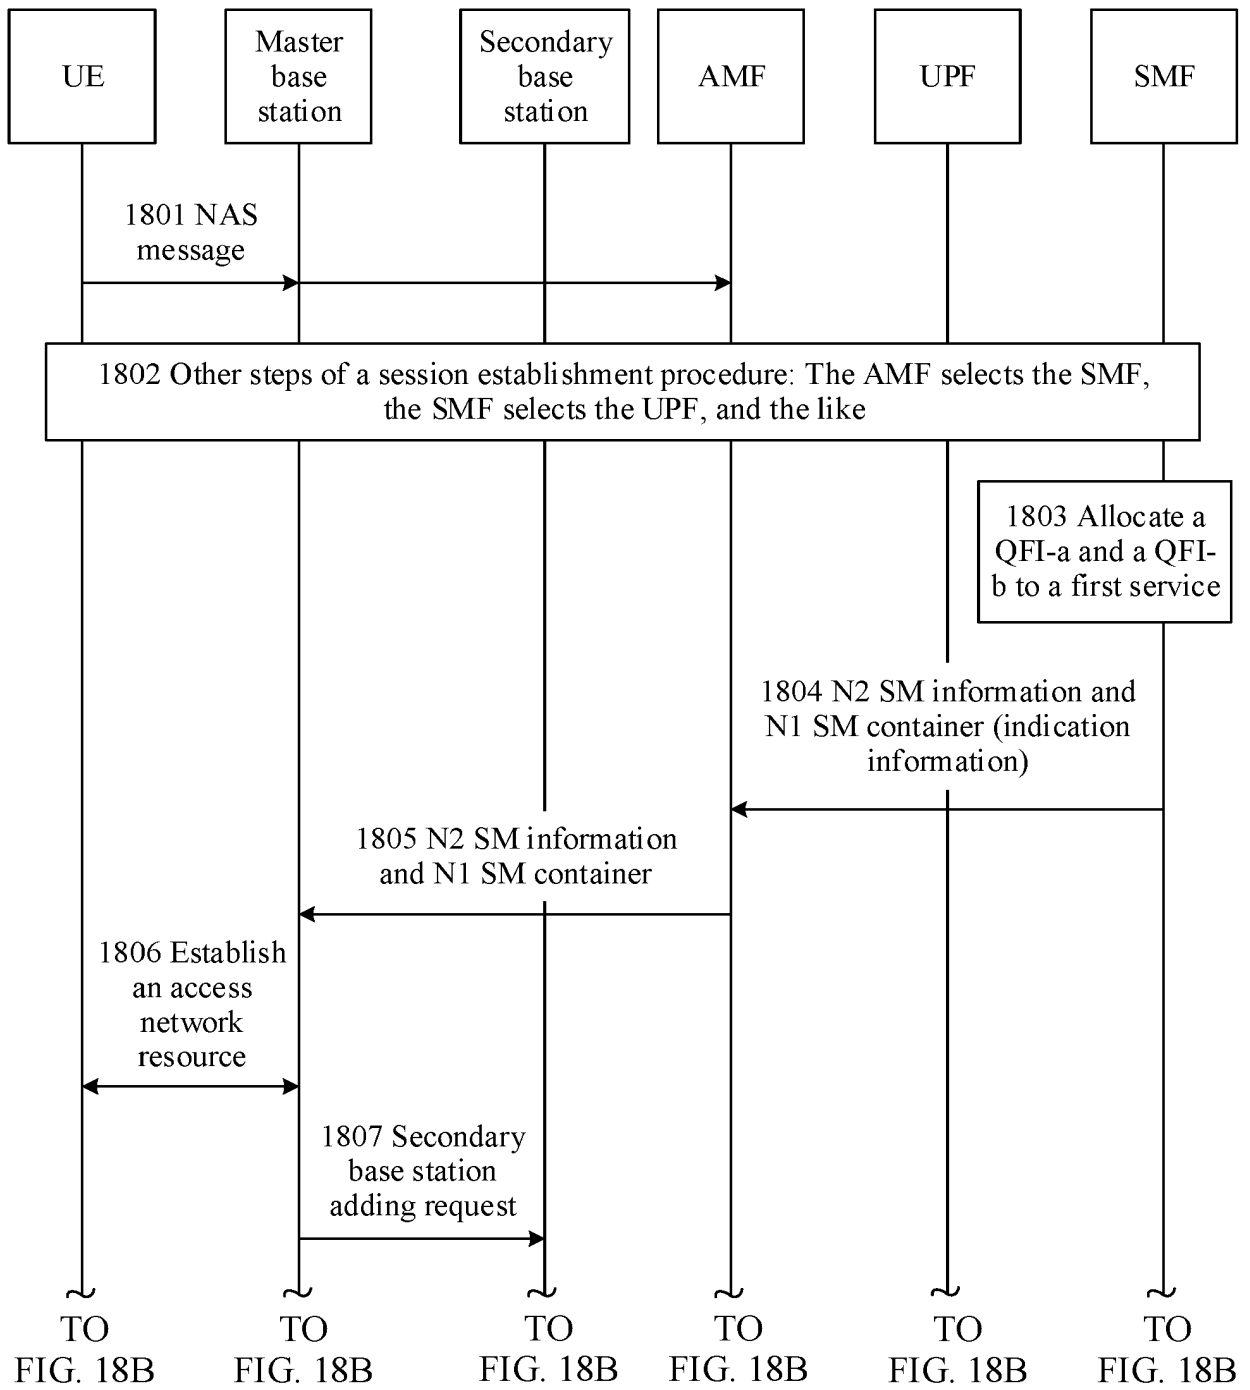 UE
Master
base
station
Secondary
base
station
AMF
UPF
SMF
1801 NAS
message
1802 Other steps of a session establishment procedure: The AMF selects the SMF,
the SMF selects the UPF, and the like
1803 Allocate a
QFI-a and a QFI-
b to a first service
1804 N2 SM information and
N1 SM container (indication
information)
1805 N2 SM information
and N1 SM container
1806 Establish
an access
network
resource
1807 Secondary
base station
adding request
TO
FIG. 18B
TO
FIG. 18B
TO
FIG. 18B
TO
FIG. 18B
TO
FIG. 18B
TO
FIG. 18B